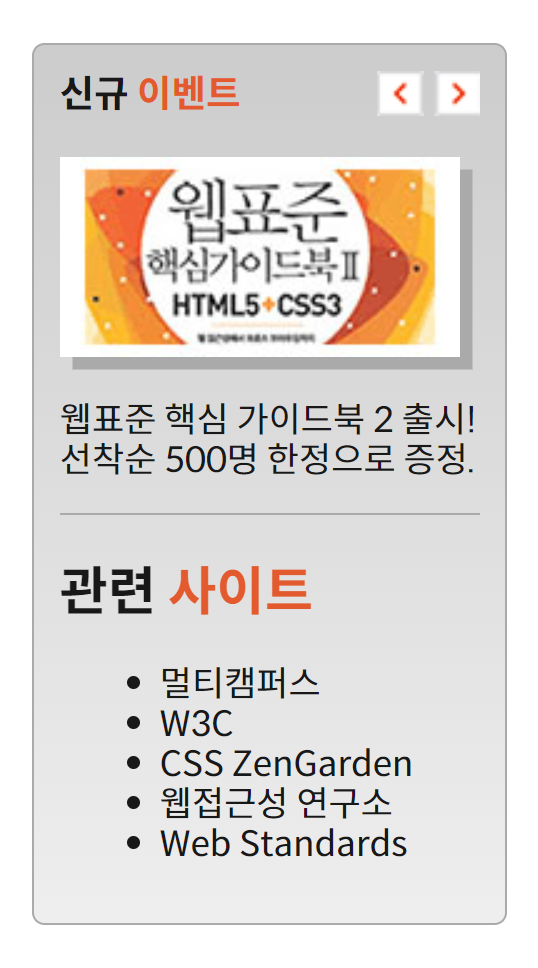 신규 이벤트
웹표준
핵심가이드북 II
HTML5+CSS3
웹표준 핵심 가이드북 2 출시!
선착순 500명 한정으로 증정.
관련 사이트
멀티캠퍼스
W3C
CSS ZenGarden
웹접근성 연구소
Web Standards